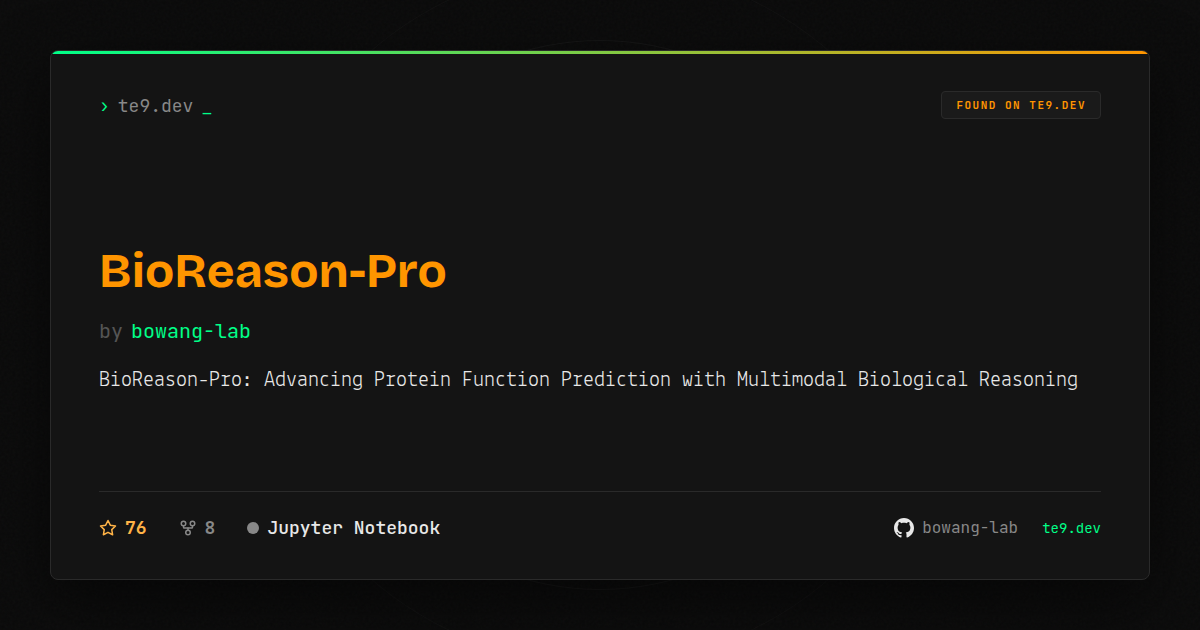 › te9.dev _
FOUND ON TE9.DEV
BioReason-Pro
by bowang-lab
BioReason-Pro: Advancing Protein Function Prediction with Multimodal Biological Reasoning
76 8 Jupyter Notebook
bowang-lab te9.dev